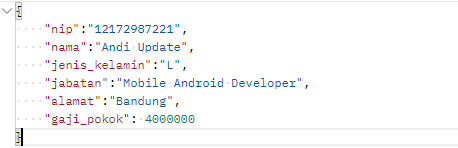 {
"nip":"12172987221",
"nama":"Andi Update",
"jenis_kelamin":"L",
"jabatan":"Mobile Android Developer",
"alamat":"Bandung",
"gaji_pokok": 4000000
}